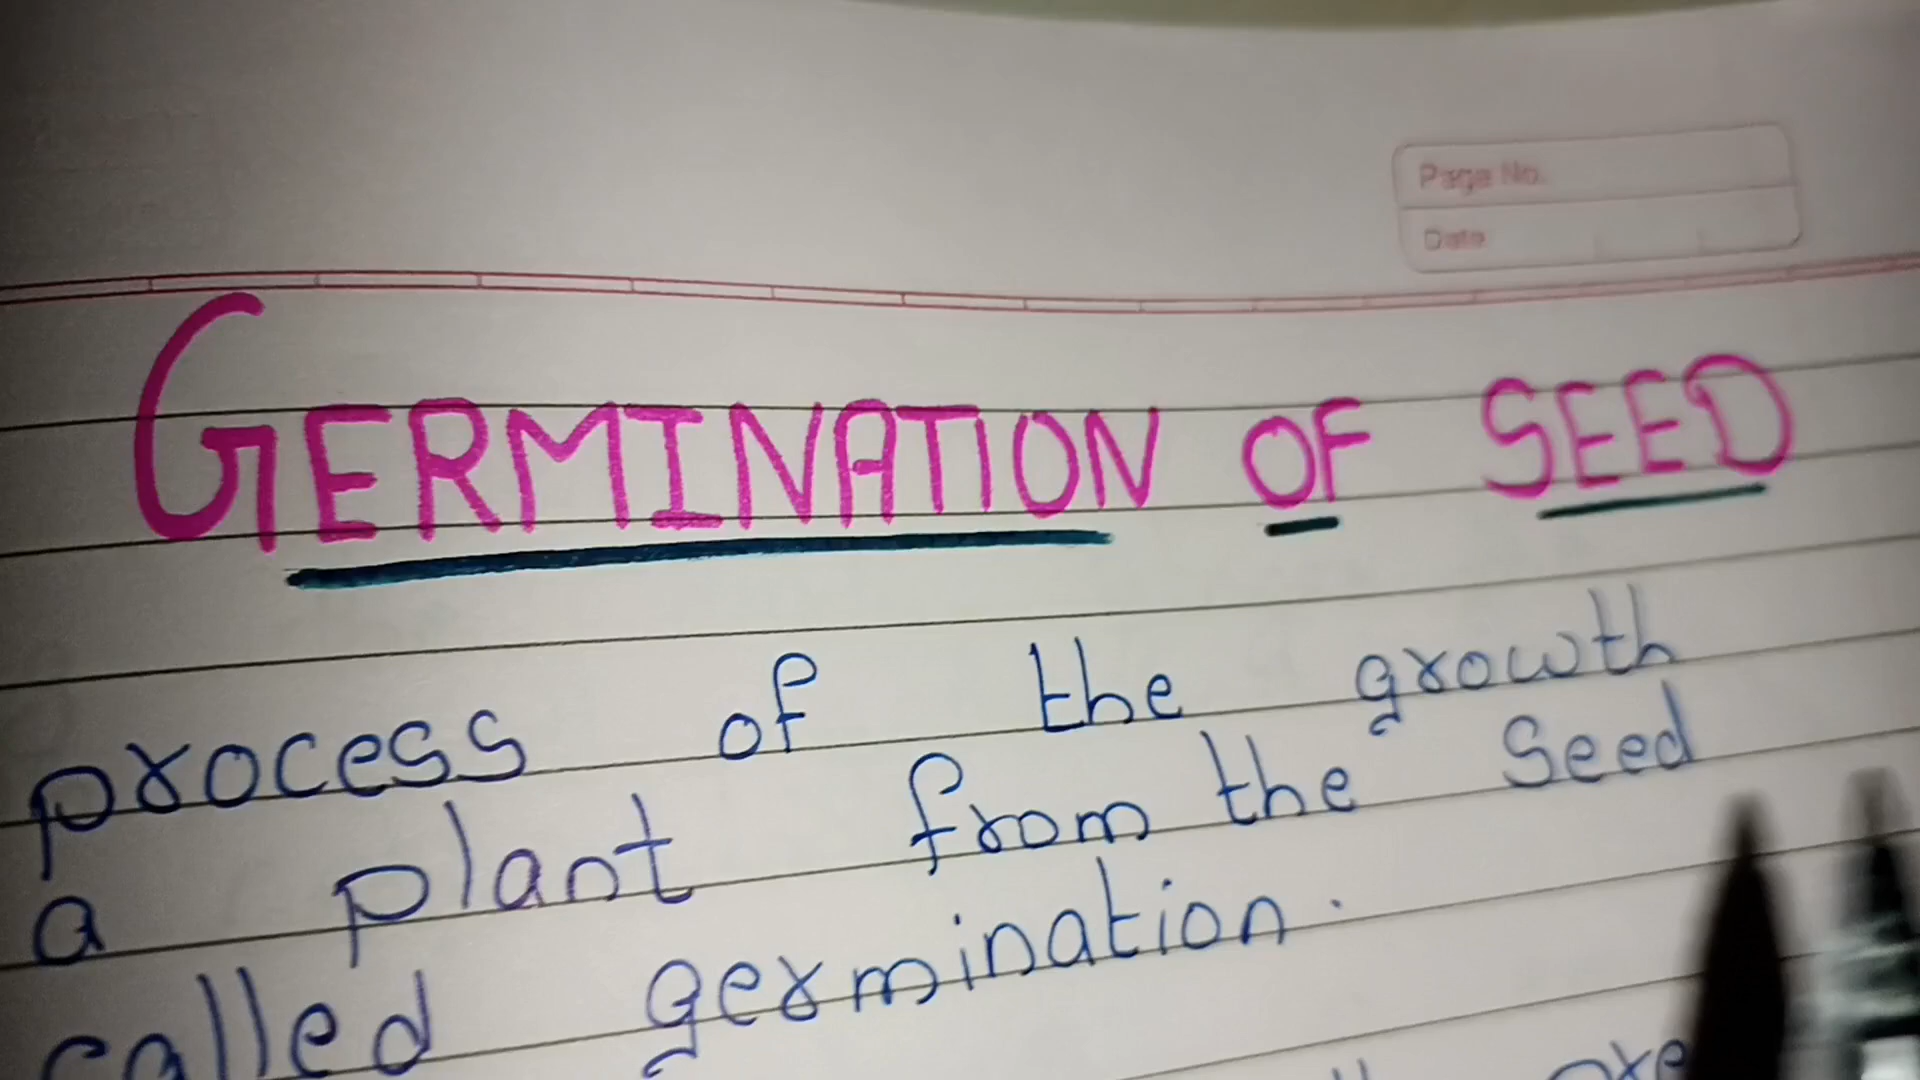 Page No.
Date
GERMINATION OF SEED
process of the growth
a plant from the Seed
called germination.